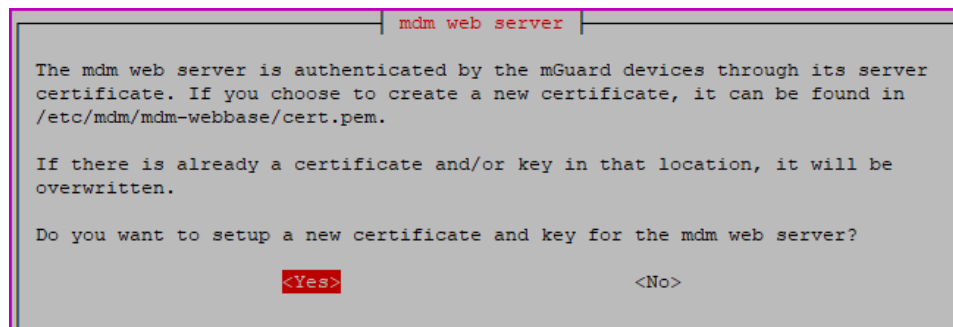 mdm web server
The mdm web server is authenticated by the mGuard devices through its server
certificate. If you choose to create a new certificate, it can be found in
/etc/mdm/mdm-webbase/cert.pem.
If there is already a certificate and/or key in that location, it will be
overwritten.
Do you want to setup a new certificate and key for the mdm web server?
<Yes> <No>